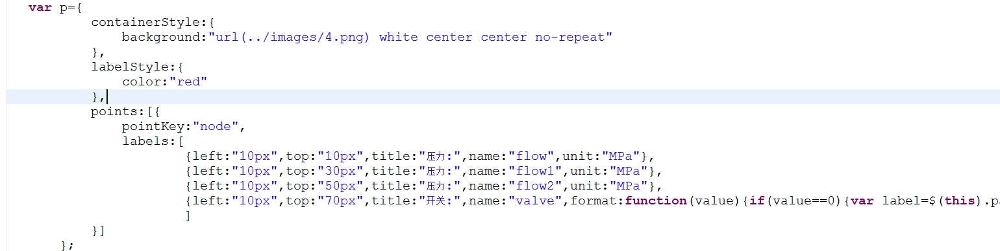 var p={
containerStyle:{
background:"url(../images/4.png) white center center no-repeat"
},
labelStyle:{
color:"red"
},
points:[{
pointKey:"node",
labels:[
{left:"10px",top:"10px",title:"压力:",name:"flow",unit:"MPa"},
{left:"10px",top:"30px",title:"压力:",name:"flow1",unit:"MPa"},
{left:"10px",top:"50px",title:"压力:",name:"flow2",unit:"MPa"},
{left:"10px",top:"70px",title:"开关:",name:"valve",format:function(value){if(value==0){var label=$(this).p
]
}]
};